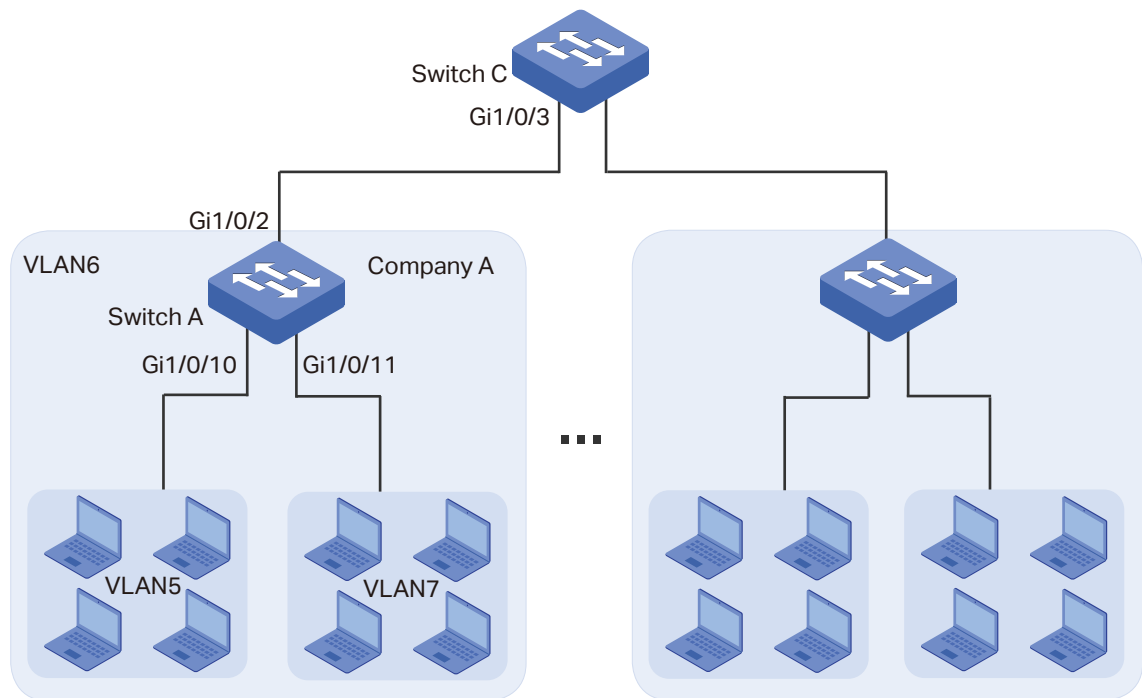 Switch C
Gi1/0/3
Gi1/0/2
VLAN6
Company A
Switch A
Gi1/0/10
Gi1/0/11
VLAN5
VLAN7